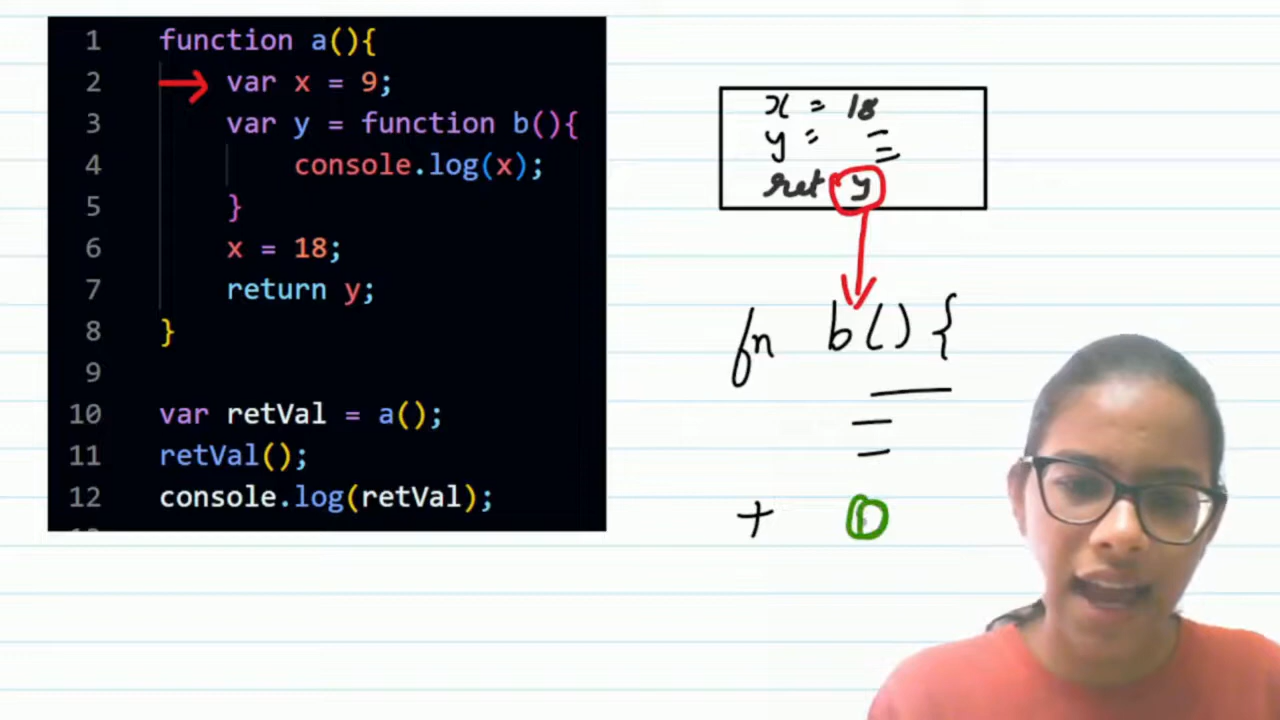 1 function a(){
2 var x = 9;
3 var y = function b(){
4 console.log(x);
5 }
6 x = 18;
7 return y;
8 }
9
10 var retVal = a();
11 retVal();
12 console.log(retVal);
x = 18
y =
ret y
fn b() {
+